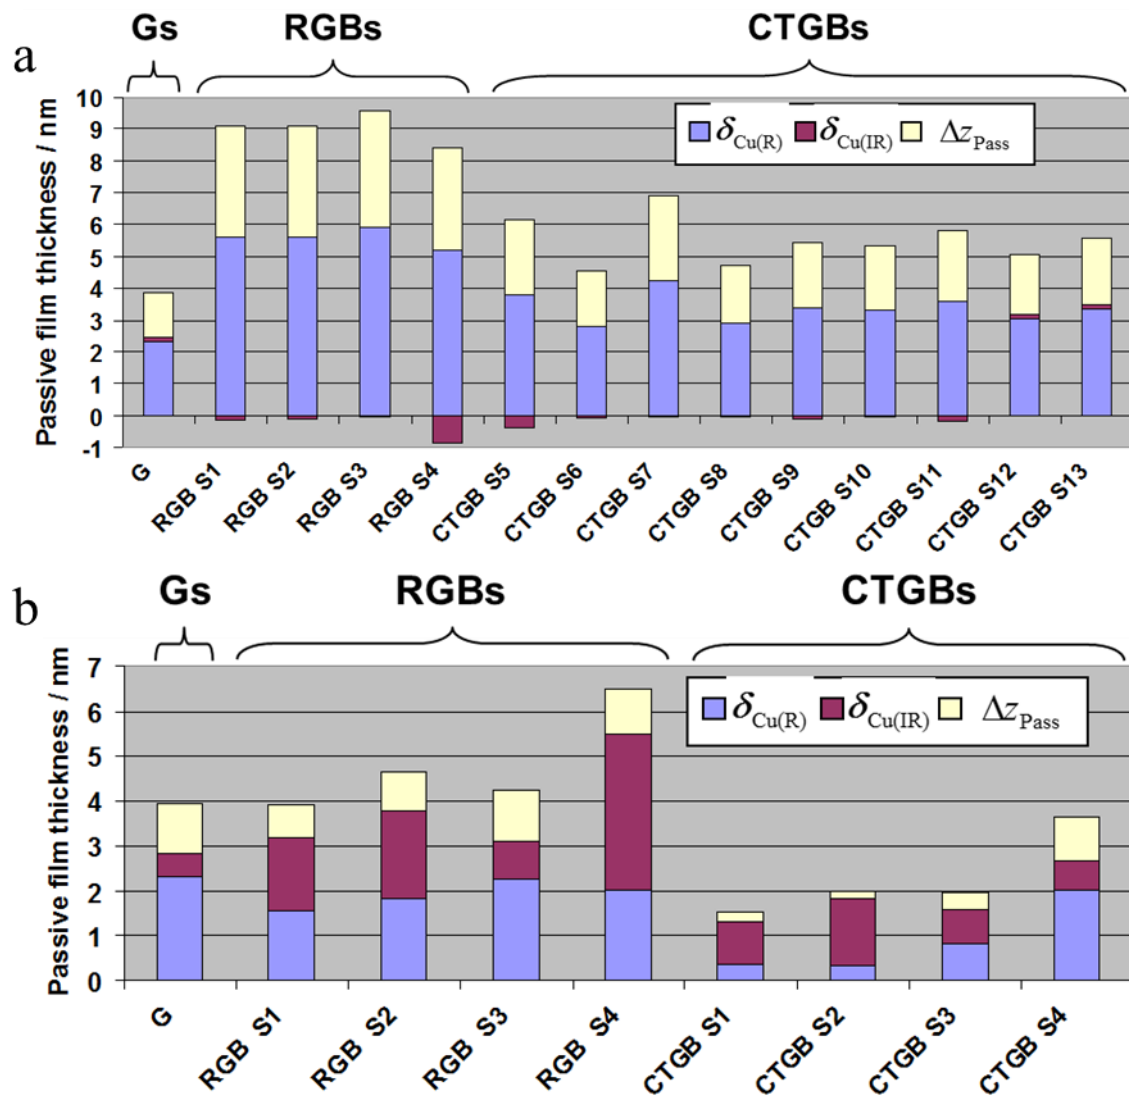 a
Gs RGBs CTGBs
Passive film thickness / nm
10
9
8
7
6
5
4
3
2
1
0
-1
δCu(R) δCu(IR) ΔzPass
G RGB S1 RGB S2 RGB S3 RGB S4 CTGB S5 CTGB S6 CTGB S7 CTGB S8 CTGB S9 CTGB S10 CTGB S11 CTGB S12 CTGB S13
b
Gs RGBs CTGBs
Passive film thickness / nm
7
6
5
4
3
2
1
0
δCu(R) δCu(IR) ΔzPass
G RGB S1 RGB S2 RGB S3 RGB S4 CTGB S1 CTGB S2 CTGB S3 CTGB S4